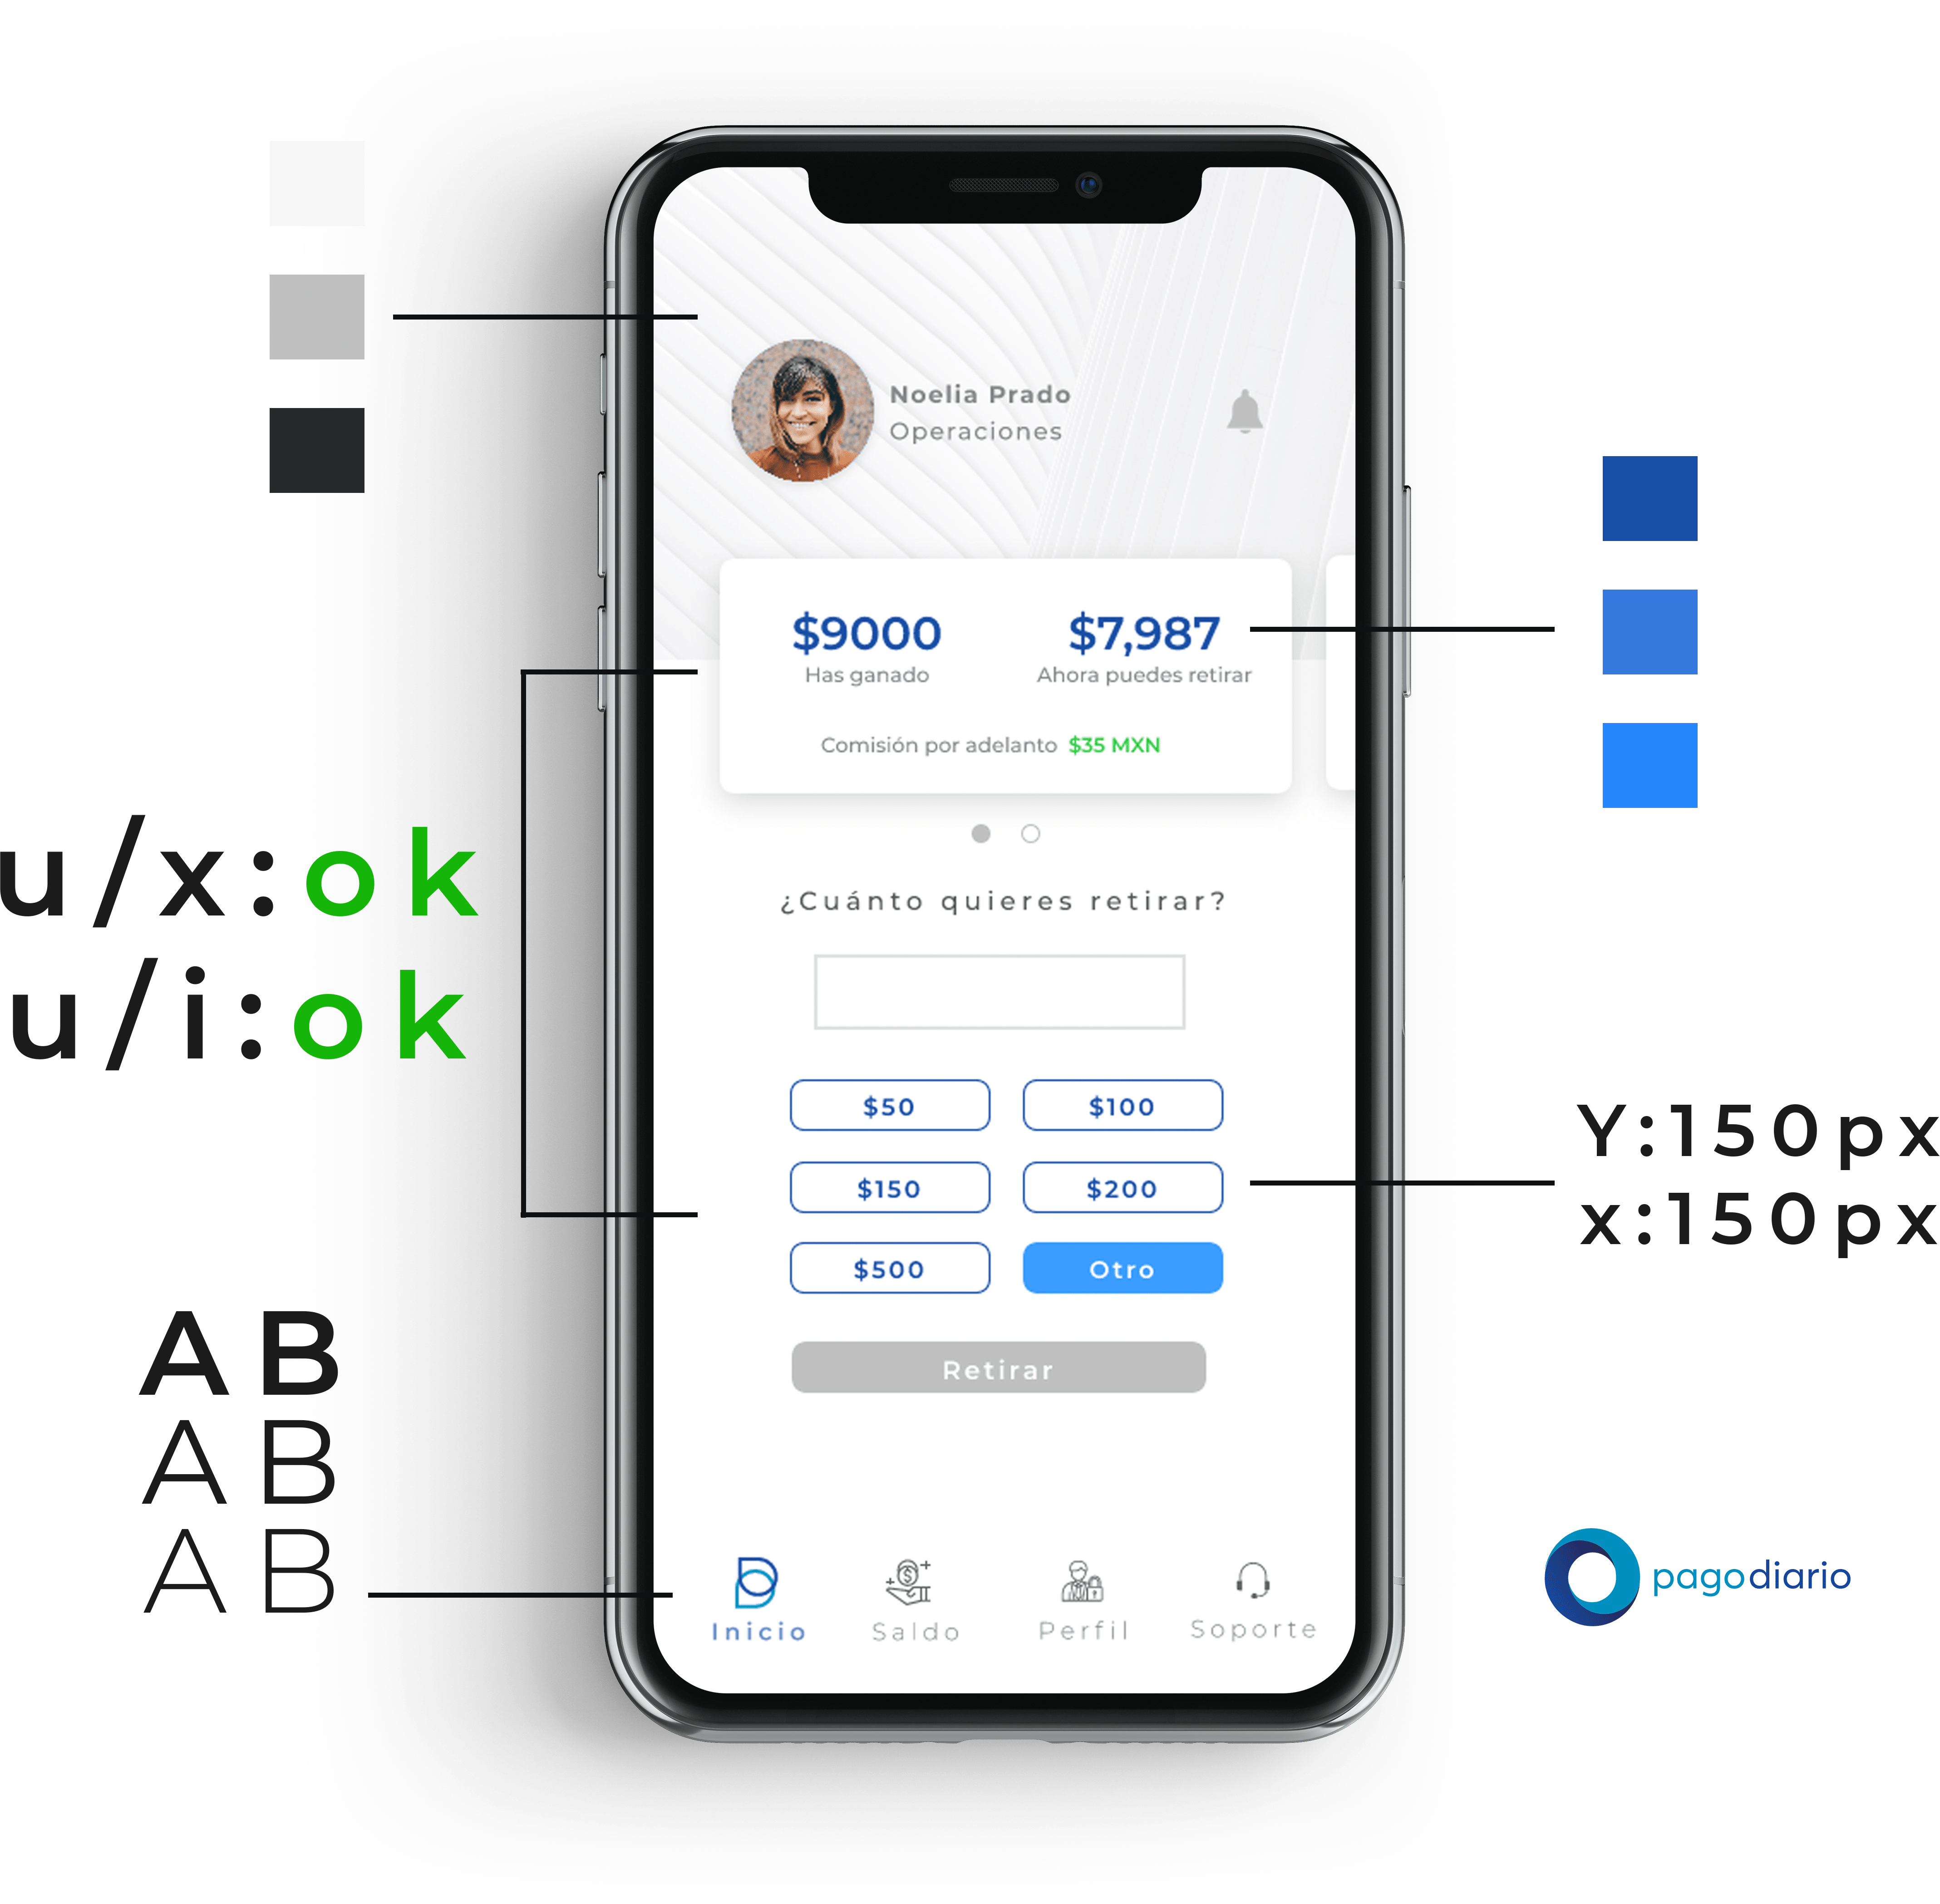 Noelia Prado
Operaciones
$9000 $7,987
Has ganado Ahora puedes retirar
Comisión por adelanto $35 MXN
u/x:ok
u/i:ok
¿Cuánto quieres retirar?
$50 $100
$150 $200
$500 Otro
Retirar
Y:150px
x:150px
AB
AB
AB
Inicio Saldo Perfil Soporte
pagodiario